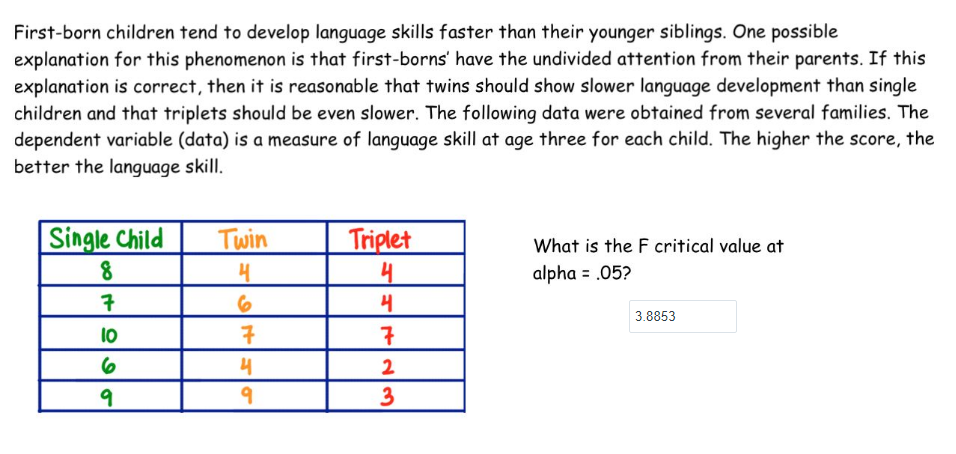 First-born children tend to develop language skills faster than their younger siblings. One possible
explanation for this phenomenon is that first-borns' have the undivided attention from their parents. If this
explanation is correct, then it is reasonable that twins should show slower language development than single
children and that triplets should be even slower. The following data were obtained from several families. The
dependent variable (data) is a measure of language skill at age three for each child. The higher the score, the
better the language skill.
Single Child Twin Triplet
8 4 4
7 6 4
10 7 7
6 4 2
9 9 3
What is the F critical value at
alpha = .05?
3.8853